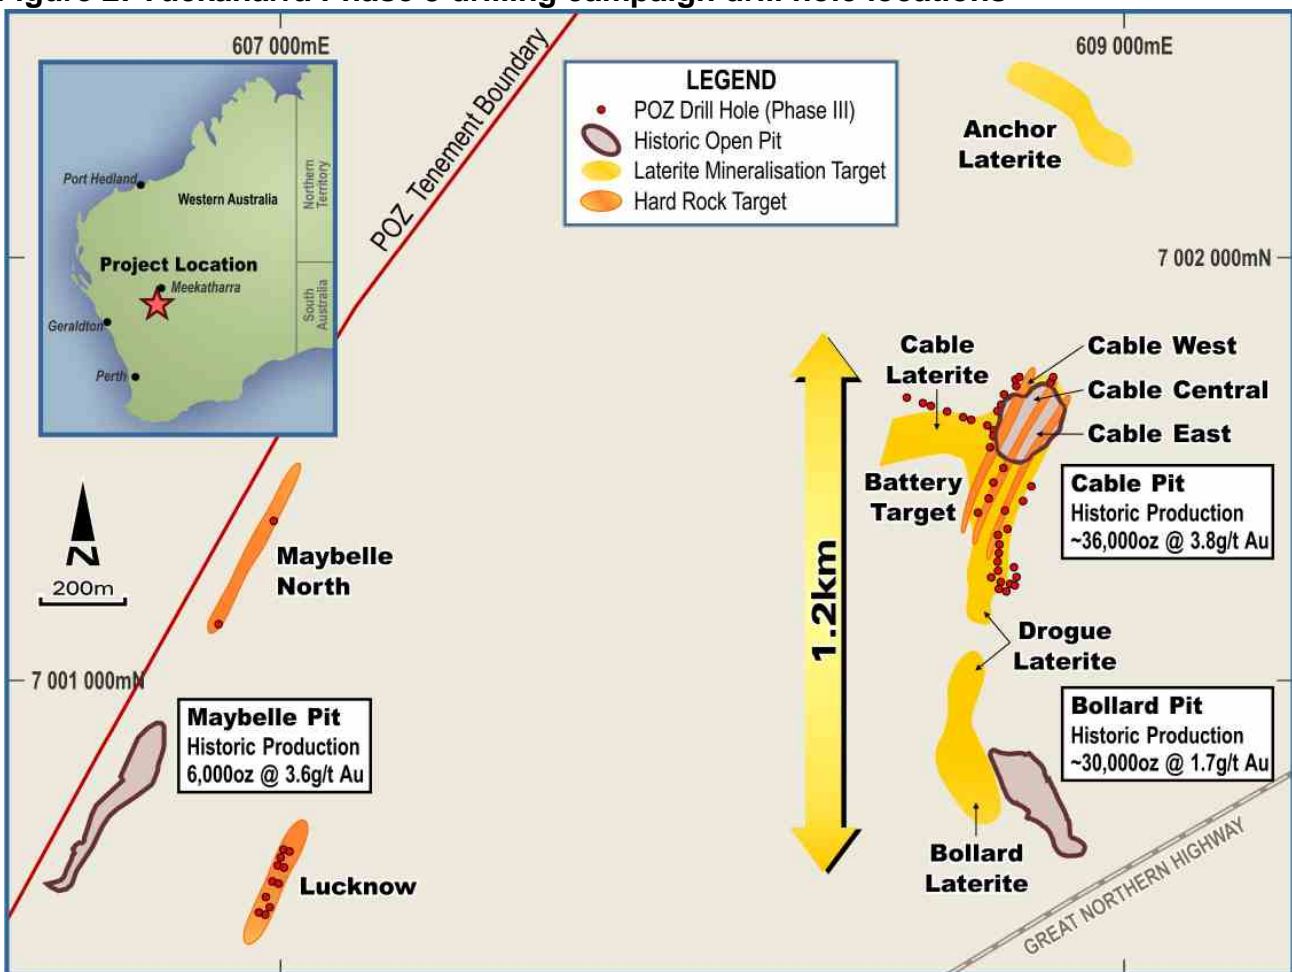 607 000mE
609 000mE
POZ Tenement Boundary
LEGEND
POZ Drill Hole (Phase III)
Historic Open Pit
Laterite Mineralisation Target
Hard Rock Target
Anchor
Laterite
7 002 000mN
Port Hedland
Western Australia
Northern
Territory
Project Location
Meekatharra
South
Australia
Geraldton
Perth
Cable
Laterite
Cable West
Cable Central
Cable East
Battery
Target
Cable Pit
Historic Production
~36,000oz @ 3.8g/t Au
N
200m
Maybelle
North
1.2km
Drogue
Laterite
7 001 000mN
Maybelle Pit
Historic Production
6,000oz @ 3.6g/t Au
Bollard Pit
Historic Production
~30,000oz @ 1.7g/t Au
Lucknow
Bollard
Laterite
GREAT NORTHERN HIGHWAY